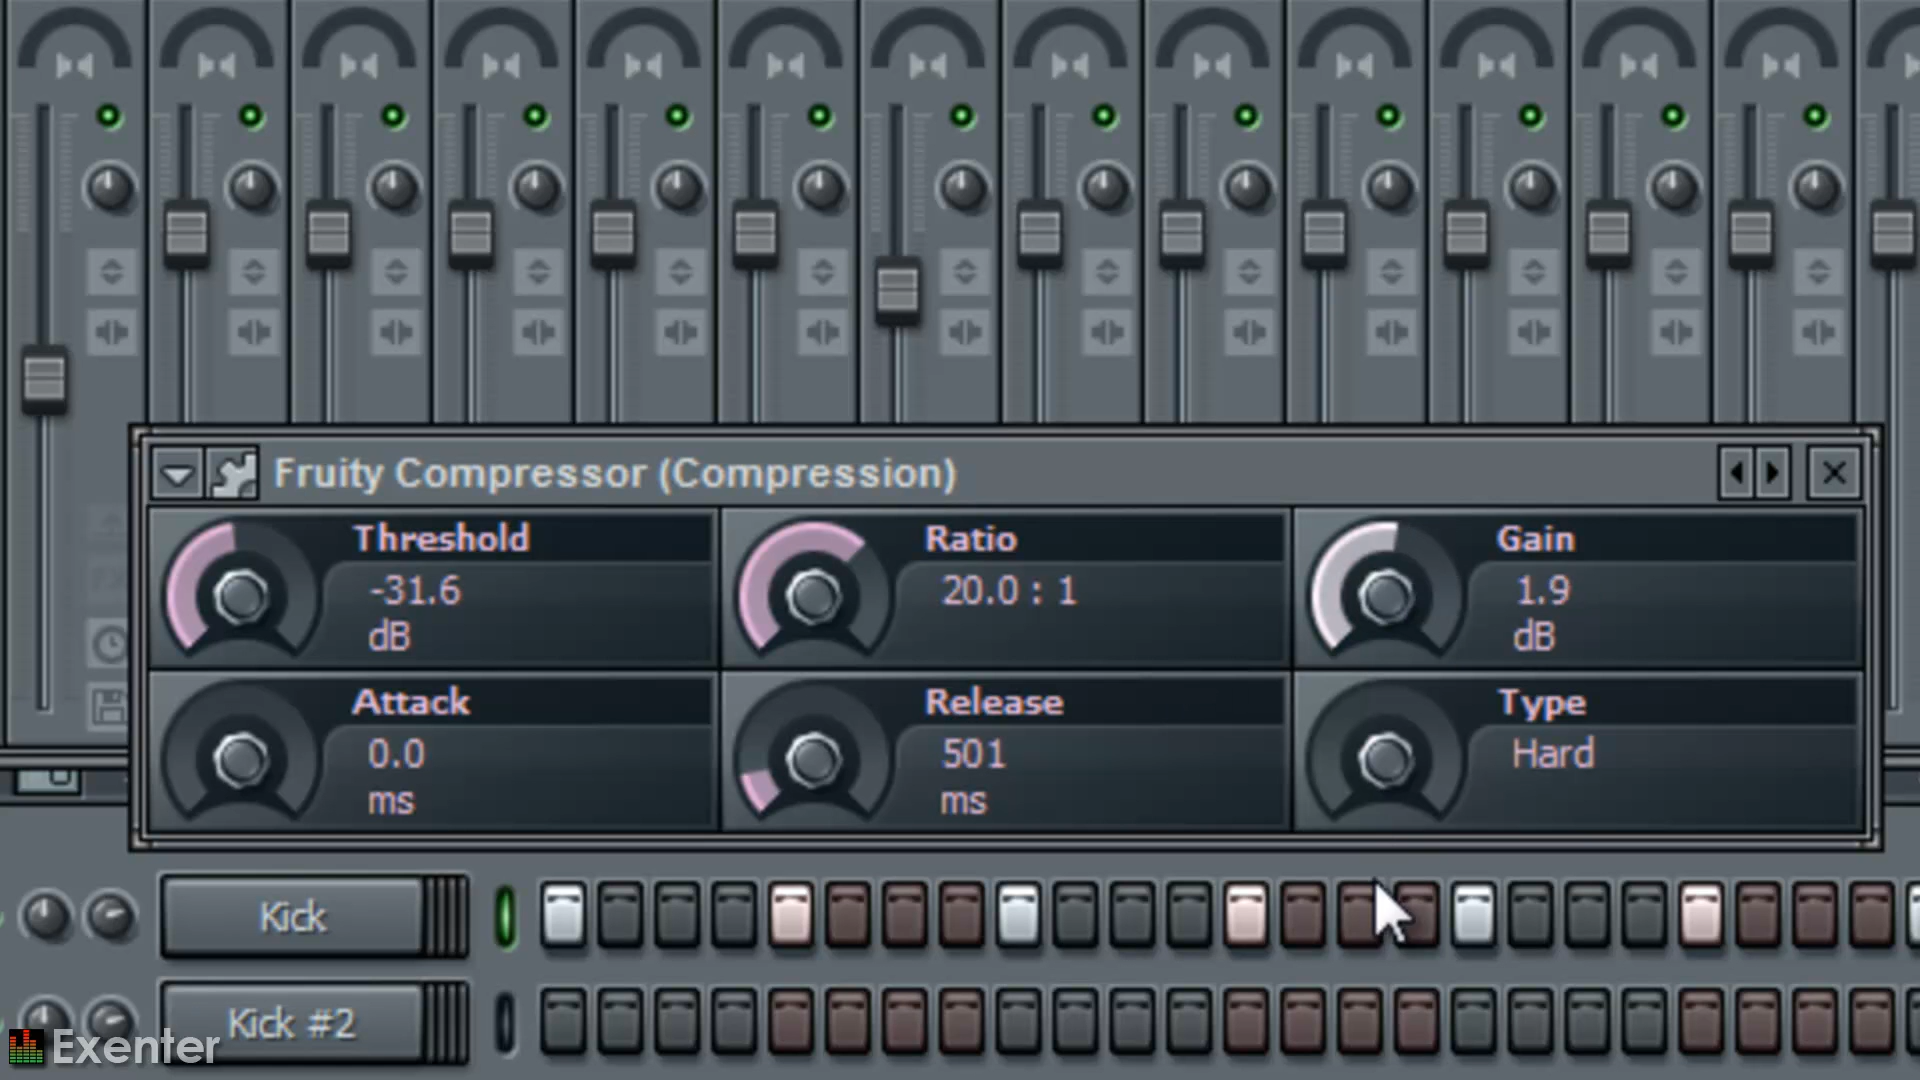 Fruity Compressor (Compression)
Threshold
-31.6
dB
Ratio
20.0 : 1
Gain
1.9
dB
Attack
0.0
ms
Release
501
ms
Type
Hard
Kick
Kick #2
Exenter